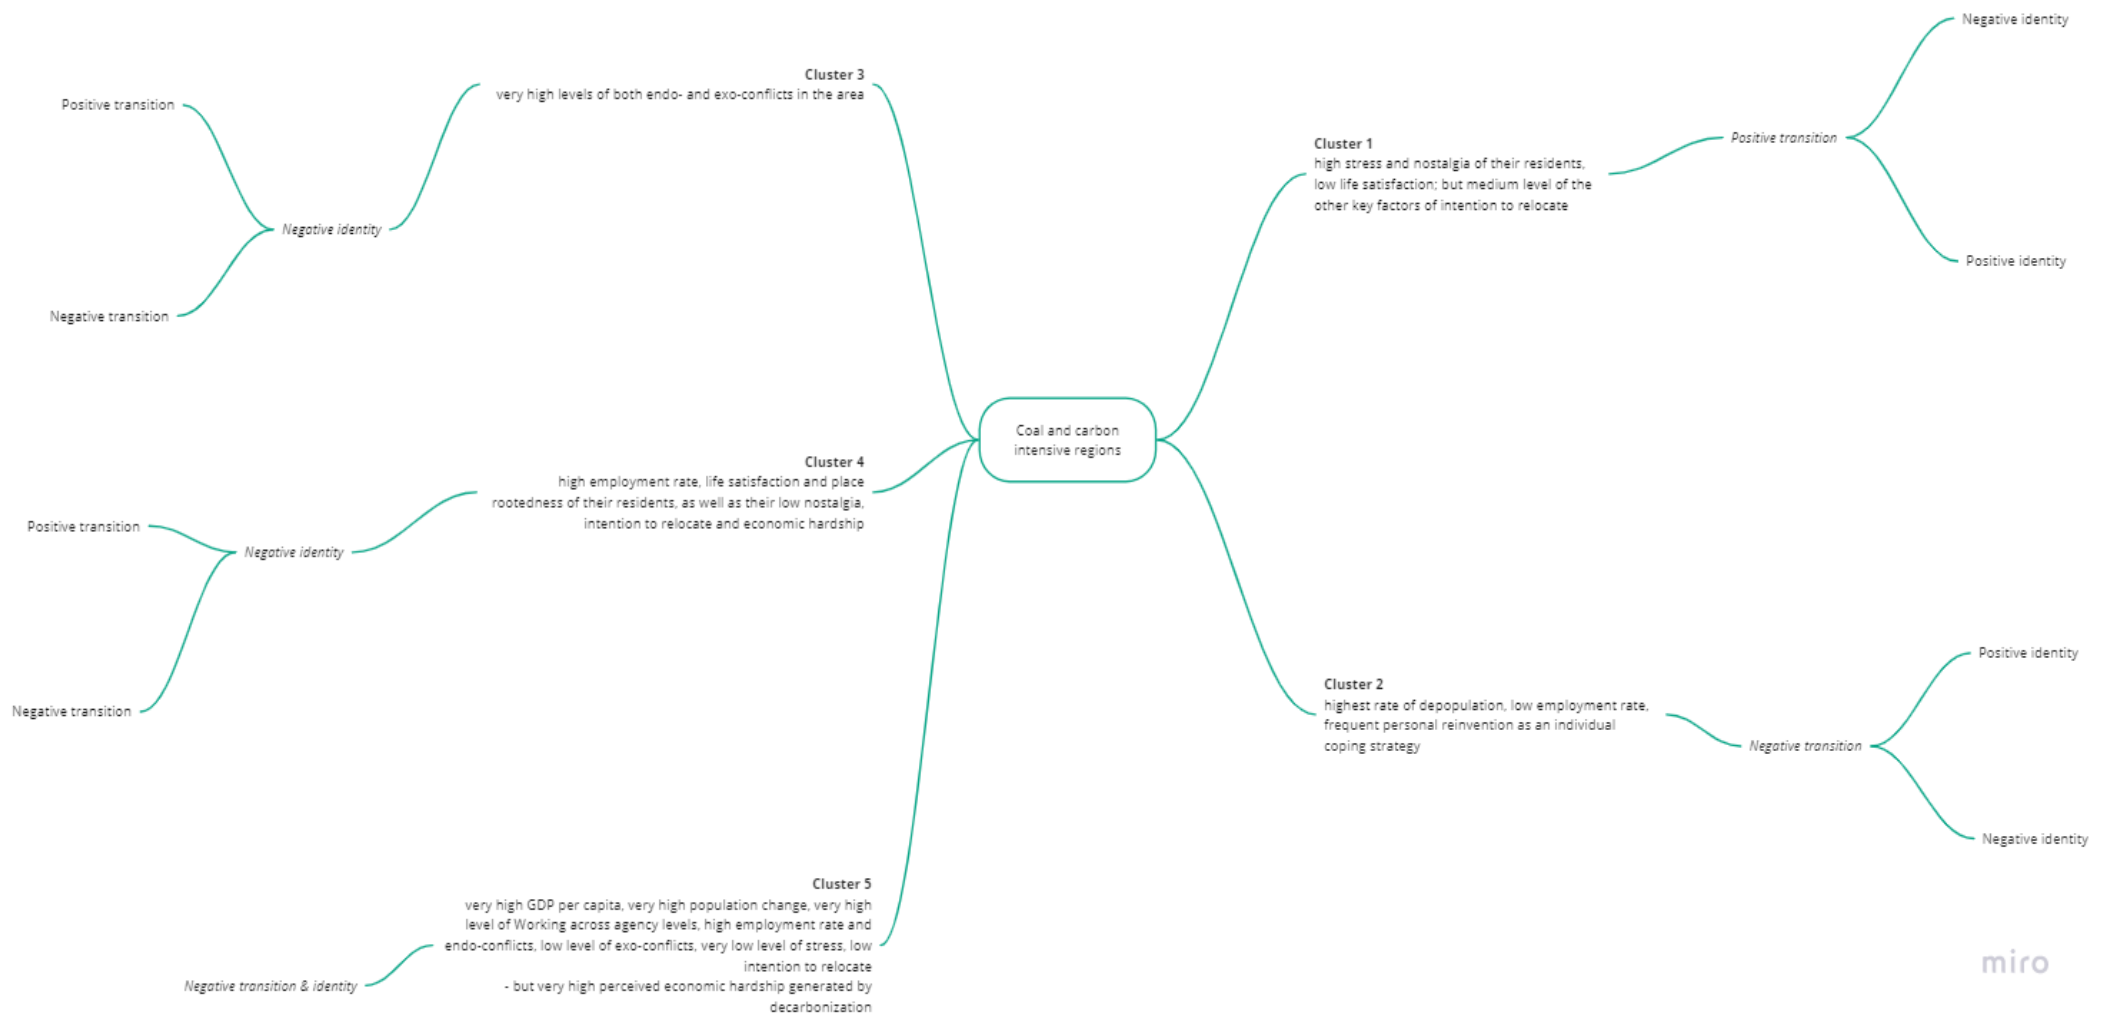 Cluster 3
very high levels of both endo- and exo-conflicts in the area
Positive transition
Negative identity
Negative transition
Cluster 4
high employment rate, life satisfaction and place
rootedness of their residents, as well as their low nostalgia,
intention to relocate and economic hardship
Positive transition
Negative identity
Negative transition
Cluster 5
very high GDP per capita, very high population change, very high
level of Working across agency levels, high employment rate and
endo-conflicts, low level of exo-conflicts, very low level of stress, low
intention to relocate
- but very high perceived economic hardship generated by
decarbonization
Negative transition & identity
Coal and carbon
intensive regions
Cluster 1
high stress and nostalgia of their residents,
low life satisfaction; but medium level of the
other key factors of intention to relocate
Positive transition
Negative identity
Positive identity
Cluster 2
highest rate of depopulation, low employment rate,
frequent personal reinvention as an individual
coping strategy
Negative transition
Positive identity
Negative identity
miro